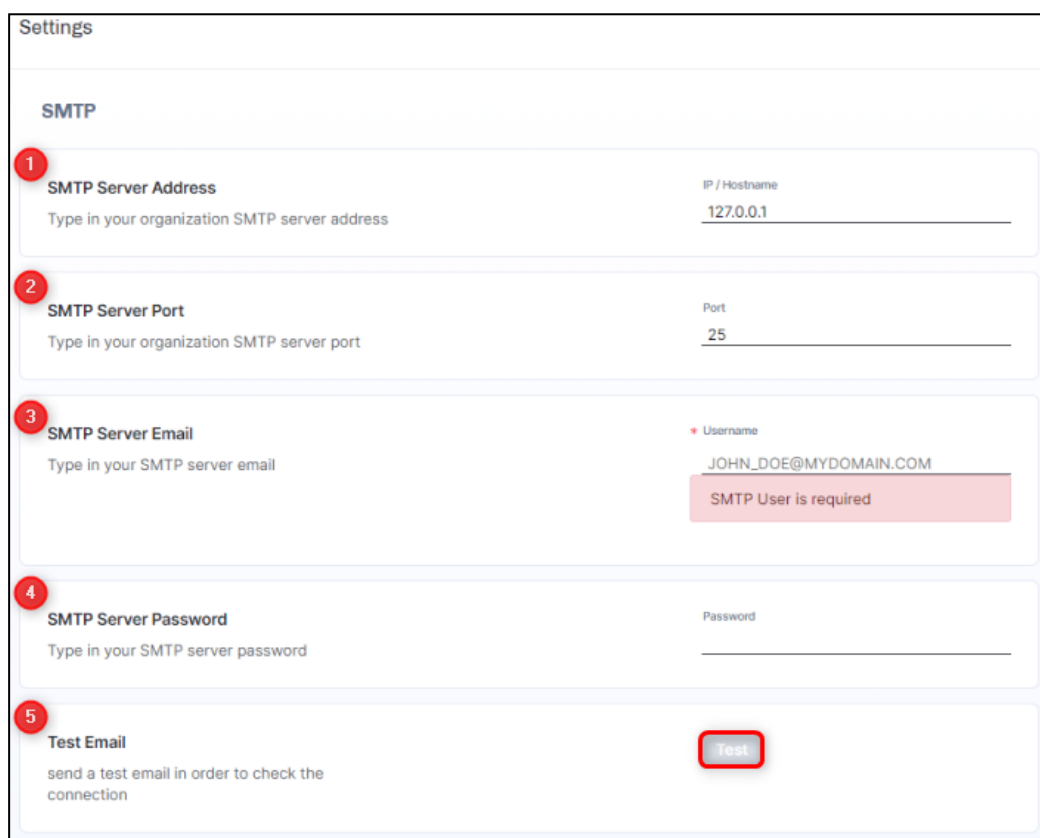 Settings
SMTP
1
SMTP Server Address
IP / Hostname
Type in your organization SMTP server address
127.0.0.1
2
SMTP Server Port
Port
Type in your organization SMTP server port
25
3
SMTP Server Email
* Username
Type in your SMTP server email
JOHN_DOE@MYDOMAIN.COM
SMTP User is required
4
SMTP Server Password
Password
Type in your SMTP server password
5
Test Email
Test
send a test email in order to check the
connection